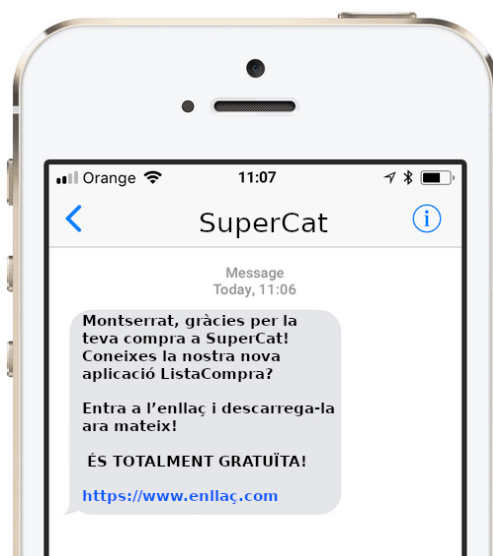 Orange 11:07
SuperCat
Message
Today, 11:06
Montserrat, gràcies per la
teva compra a SuperCat!
Coneixes la nostra nova
aplicació ListaCompra?
Entra a l’enllaç i descarrega-la
ara mateix!
ÉS TOTALMENT GRATUÏTA!
https://www.enllaç.com